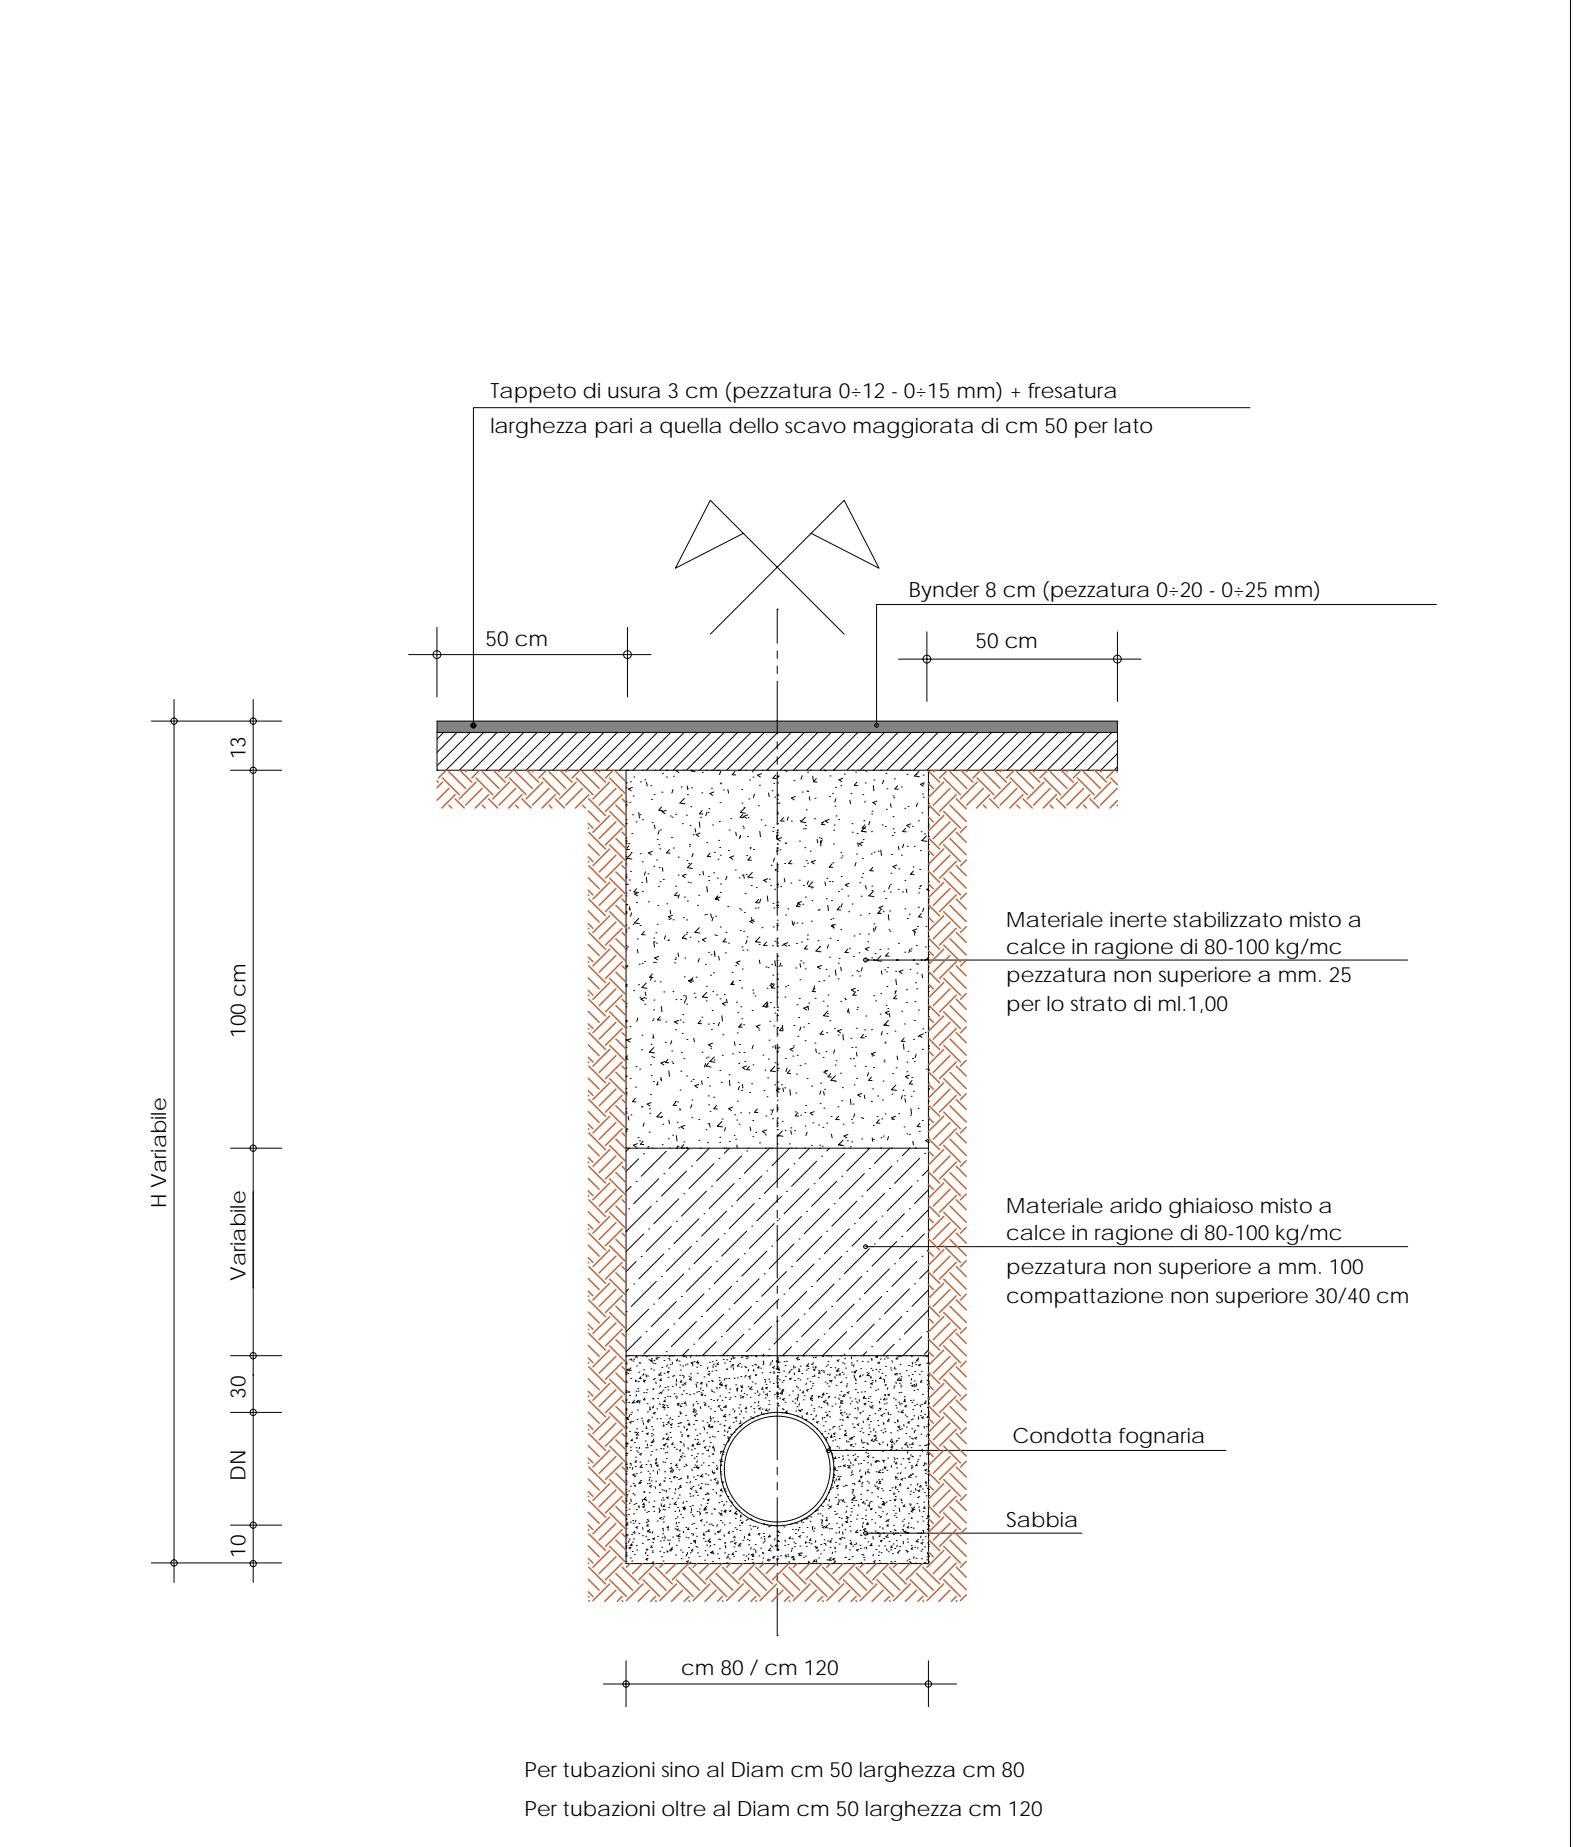 Tappeto di usura 3 cm (pezzatura 0÷12 - 0÷15 mm) + fresatura
larghezza pari a quella dello scavo maggiorata di cm 50 per lato
Bynder 8 cm (pezzatura 0÷20 - 0÷25 mm)
50 cm
50 cm
13
100 cm
H Variabile
Variabile
30
DN
10
Materiale inerte stabilizzato misto a
calce in ragione di 80-100 kg/mc
pezzatura non superiore a mm. 25
per lo strato di ml.1,00
Materiale arido ghiaioso misto a
calce in ragione di 80-100 kg/mc
pezzatura non superiore a mm. 100
compattazione non superiore 30/40 cm
Condotta fognaria
Sabbia
cm 80 / cm 120
Per tubazioni sino al Diam cm 50 larghezza cm 80
Per tubazioni oltre al Diam cm 50 larghezza cm 120